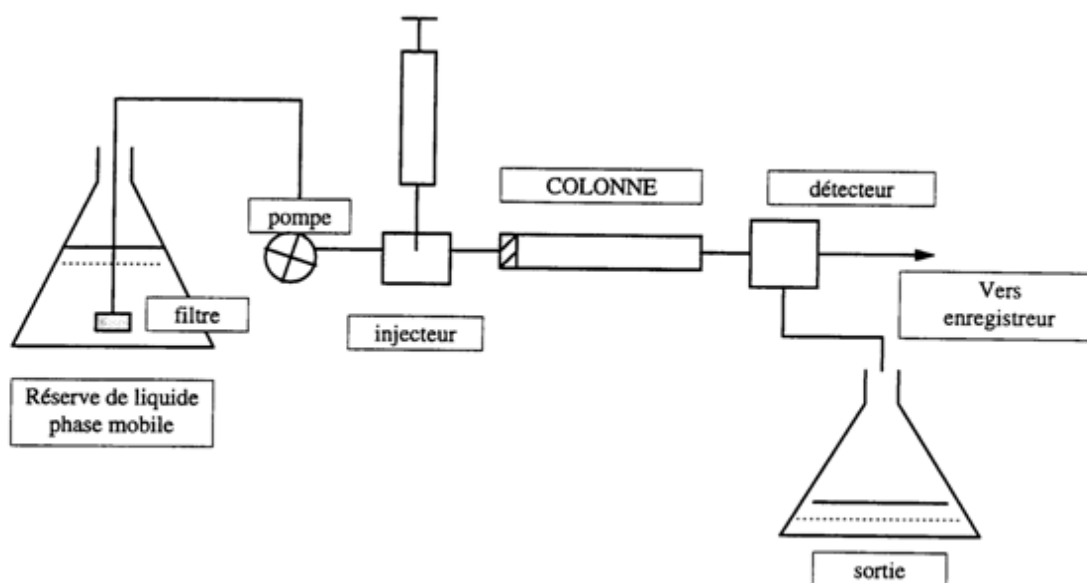 COLONNE
détecteur
pompe
filtre
injecteur
Vers
enregistreur
Réserve de liquide
phase mobile
sortie